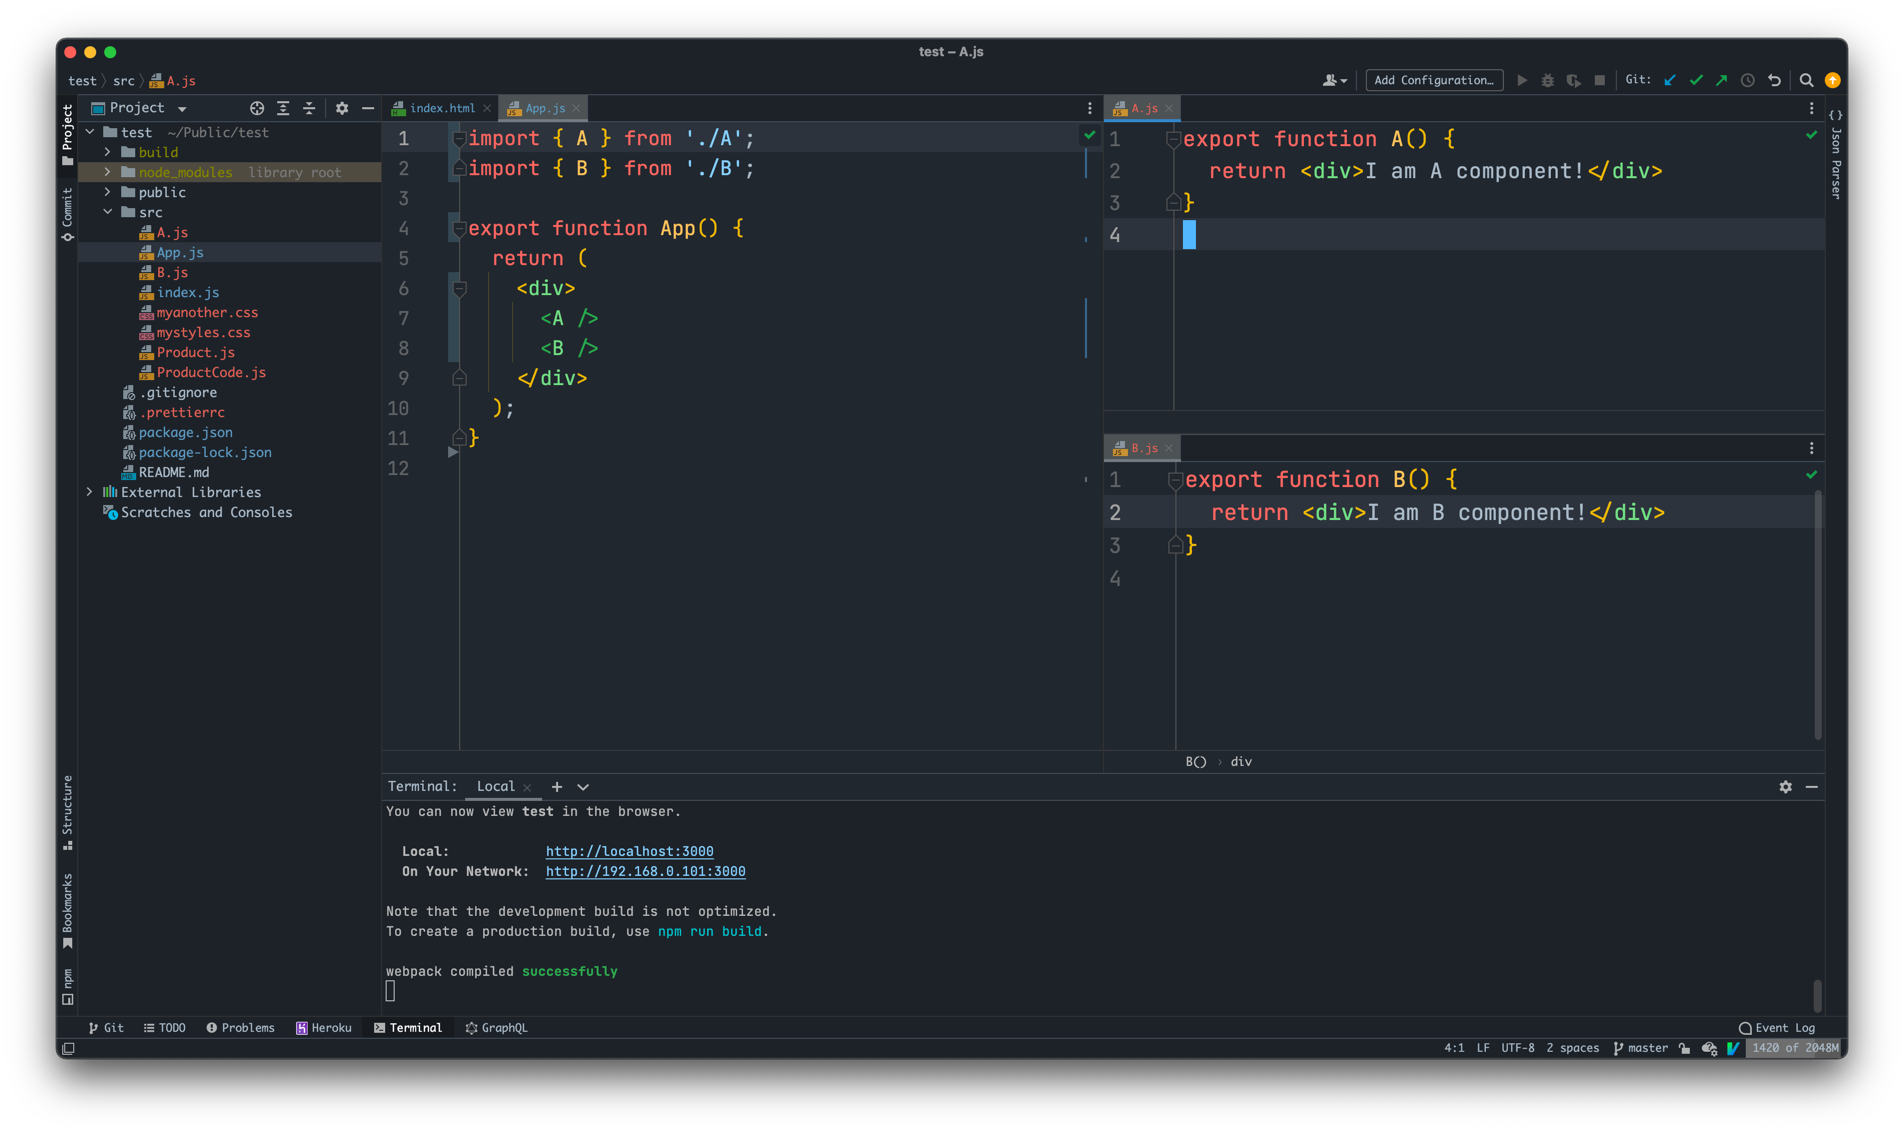 test – A.js
test src A.js
Add Configuration…
Git:
Project
index.html
App.js
A.js
Project
Commit
Structure
Bookmarks
npm
Json Parser
test ~/Public/test
build
node_modules library root
public
src
A.js
App.js
B.js
index.js
myanother.css
mystyles.css
Product.js
ProductCode.js
.gitignore
.prettierrc
package.json
package-lock.json
README.md
External Libraries
Scratches and Consoles
1 import { A } from './A';
2 import { B } from './B';
3
4 export function App() {
5 return (
6 <div>
7 <A />
8 <B />
9 </div>
10 );
11 }
12
1 export function A() {
2 return <div>I am A component!</div>
3 }
4
B.js
1 export function B() {
2 return <div>I am B component!</div>
3 }
4
B() › div
Terminal: Local
You can now view test in the browser.
Local: http://localhost:3000
On Your Network: http://192.168.0.101:3000
Note that the development build is not optimized.
To create a production build, use npm run build.
webpack compiled successfully
Git TODO Problems Heroku Terminal GraphQL Event Log
4:1 LF UTF-8 2 spaces master 1420 of 2048M